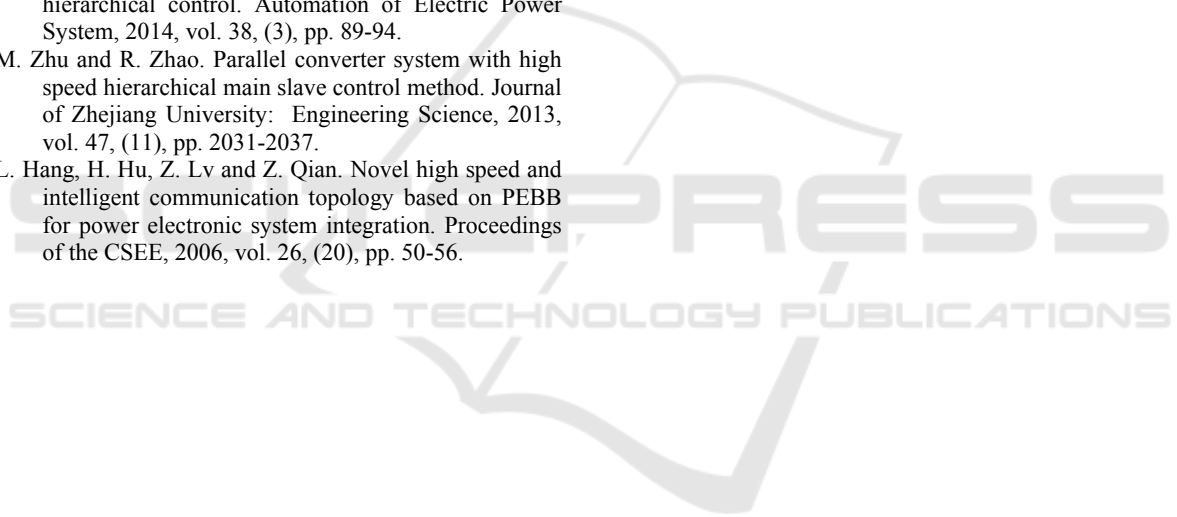 hierarchical control. Automation of Electric Power
System, 2014, vol. 38, (3), pp. 89-94.
M. Zhu and R. Zhao. Parallel converter system with high
speed hierarchical main slave control method. Journal
of Zhejiang University: Engineering Science, 2013,
vol. 47, (11), pp. 2031-2037.
L. Hang, H. Hu, Z. Lv and Z. Qian. Novel high speed and
intelligent communication topology based on PEBB
for power electronic system integration. Proceedings
of the CSEE, 2006, vol. 26, (20), pp. 50-56.
SCITEPRESS
SCIENCE AND TECHNOLOGY PUBLICATIONS